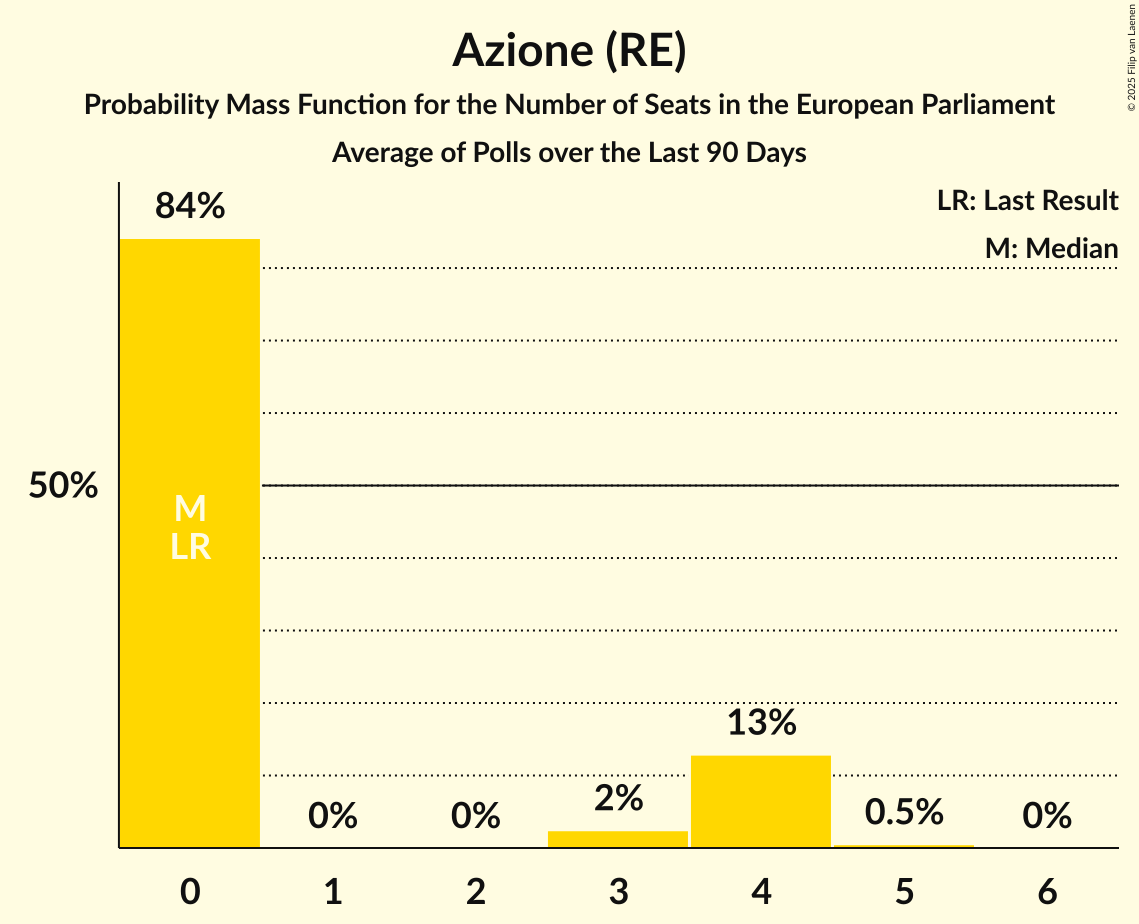 Azione (RE)
Probability Mass Function for the Number of Seats in the European Parliament
Average of Polls over the Last 90 Days
© 2025 Filip van Laenen
LR: Last Result
M: Median
84%
50%
M
LR
0%
0%
2%
13%
0.5%
0%
0
1
2
3
4
5
6